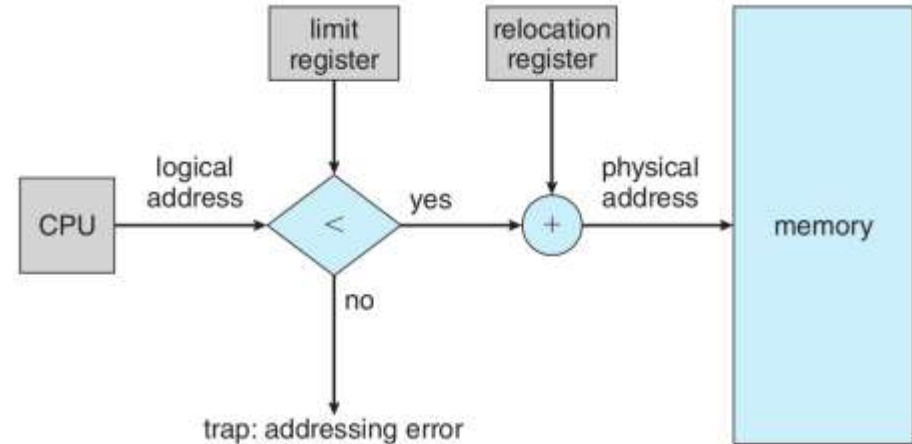 limit
register
relocation
register
logical
address
physical
address
CPU
<
yes
+
memory
no
trap: addressing error